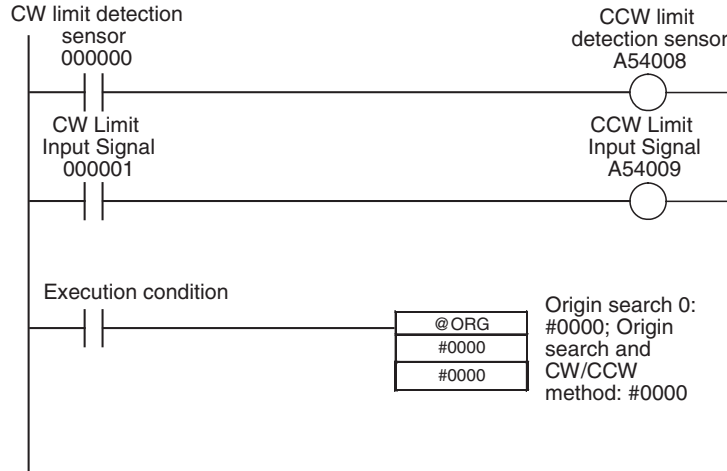 CW limit detection
sensor
000000
CCW limit
detection sensor
A54008
CW Limit
Input Signal
000001
CCW Limit
Input Signal
A54009
Execution condition
@ORG
#0000
#0000
Origin search 0:
#0000; Origin
search and
CW/CCW
method: #0000